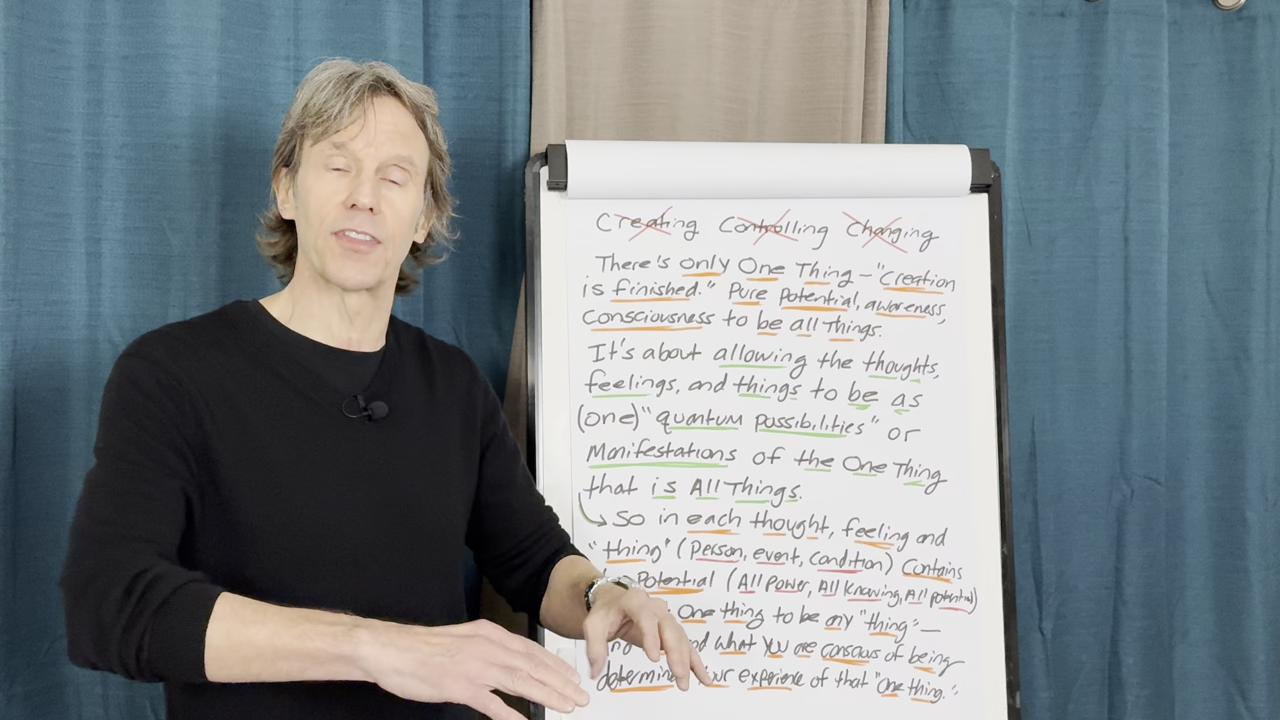 Creating Controlling Changing
There's only One Thing - "Creation
is finished." Pure Potential, awareness,
Consciousness to be all things.
It's about allowing the thoughts,
feelings, and things to be as
(one) "quantum possibilities" or
Manifestations of the One Thing
that is All Things.
So in each thought, feeling and
"thing" (Person, event, condition) Contains
Potential (All Power, All Knowing, All potential)
One thing to be any "thing" —
what you are conscious of being
experience of that "One thing."